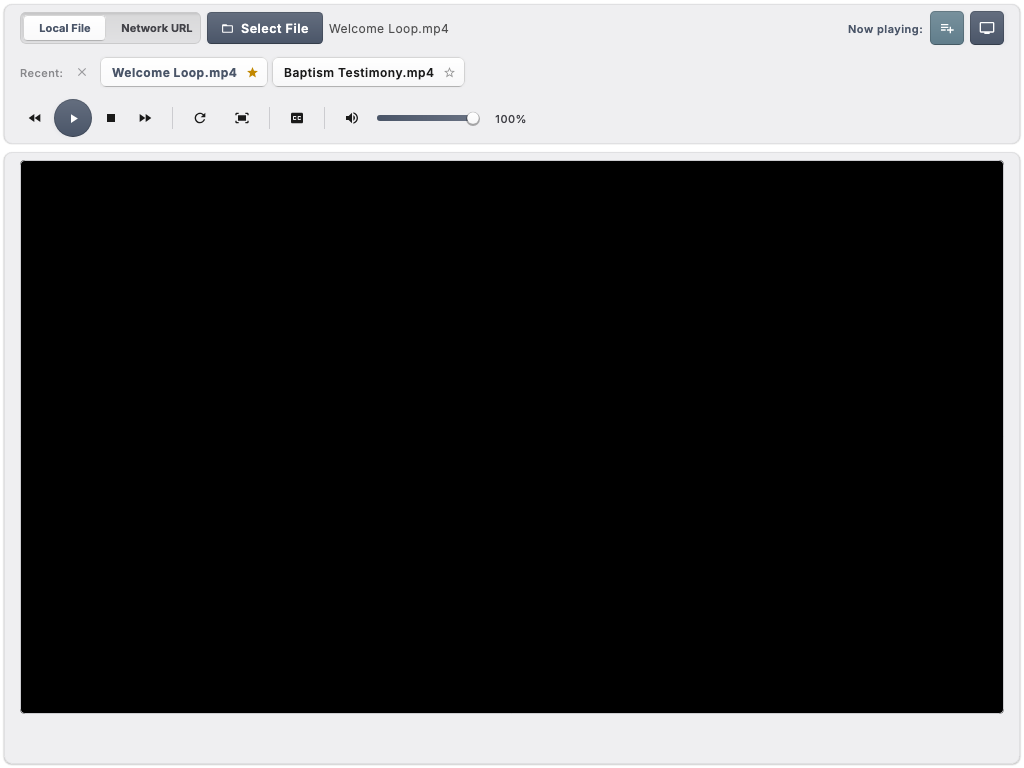 Local File Network URL Select File Welcome Loop.mp4 Now playing:
Recent: Welcome Loop.mp4 Baptism Testimony.mp4
CC 100%